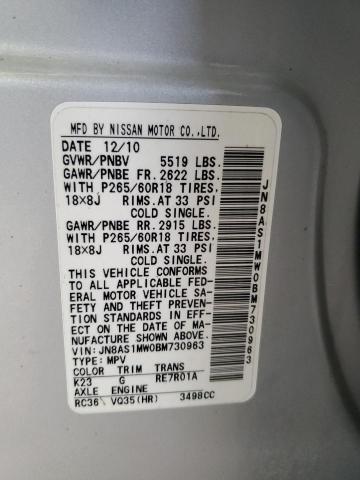 MFD BY NISSAN MOTOR CO.,LTD.
DATE 12/10
GVWR/PNBV 5519 LBS.
GAWR/PNBE FR. 2622 LBS.
WITH P265/60R18 TIRES,
18X8J RIMS.AT 33 PSI
COLD SINGLE.
GAWR/PNBE RR. 2915 LBS.
WITH P265/60R18 TIRES,
18X8J RIMS.AT 33 PSI
COLD SINGLE.
THIS VEHICLE CONFORMS
TO ALL APPLICABLE FED-
ERAL MOTOR VEHICLE SA-
FETY AND THEFT PREVEN-
TION STANDARDS IN EFF-
ECT ON THE DATE OF MA-
NUFACTURE SHOWN ABOVE.
VIN: JN8AS1MW0BM730963
TYPE: MPV
COLOR TRIM TRANS
K23 G RE7R01A
AXLE ENGINE
RC36 VQ35(HR) 3498CC
JN8AS1MW0BM730963